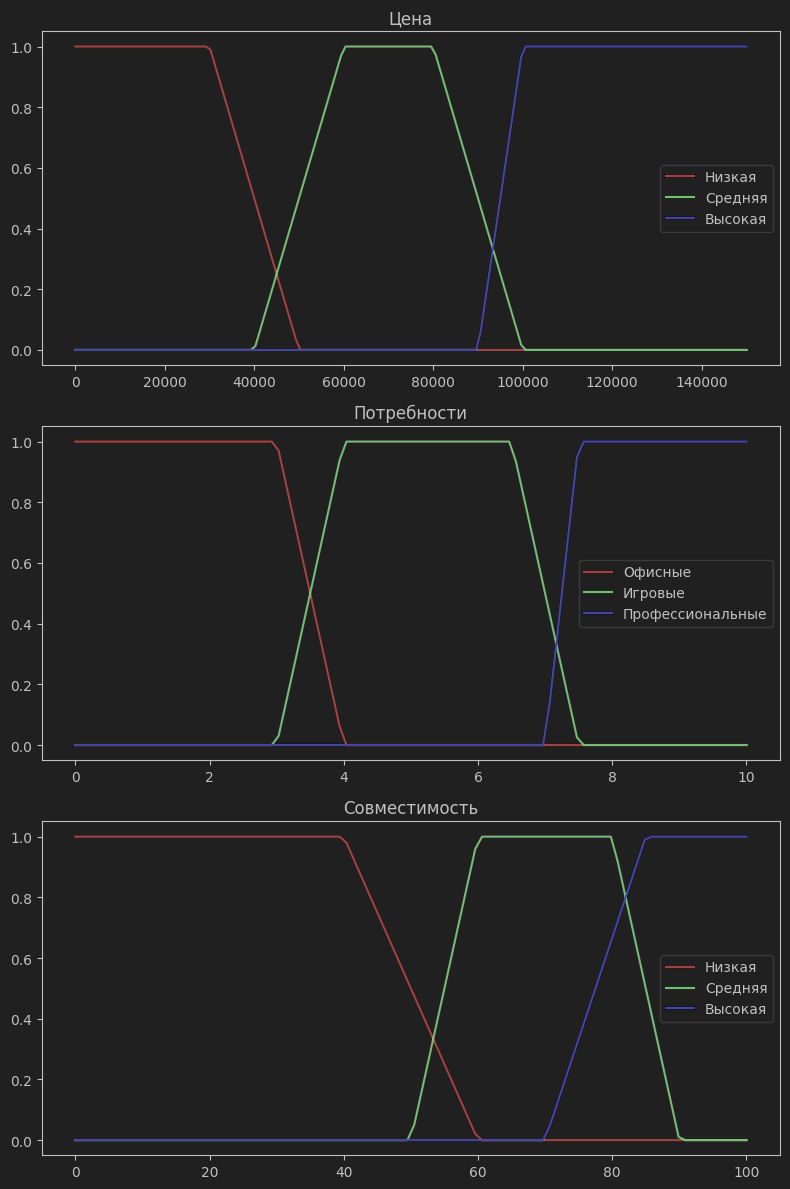 Цена
1.0
0.8
0.6
0.4
0.2
0.0
Низкая
Средняя
Высокая
0 20000 40000 60000 80000 100000 120000 140000
Потребности
1.0
0.8
0.6
0.4
0.2
0.0
Офисные
Игровые
Профессиональные
0 2 4 6 8 10
Совместимость
1.0
0.8
0.6
0.4
0.2
0.0
Низкая
Средняя
Высокая
0 20 40 60 80 100